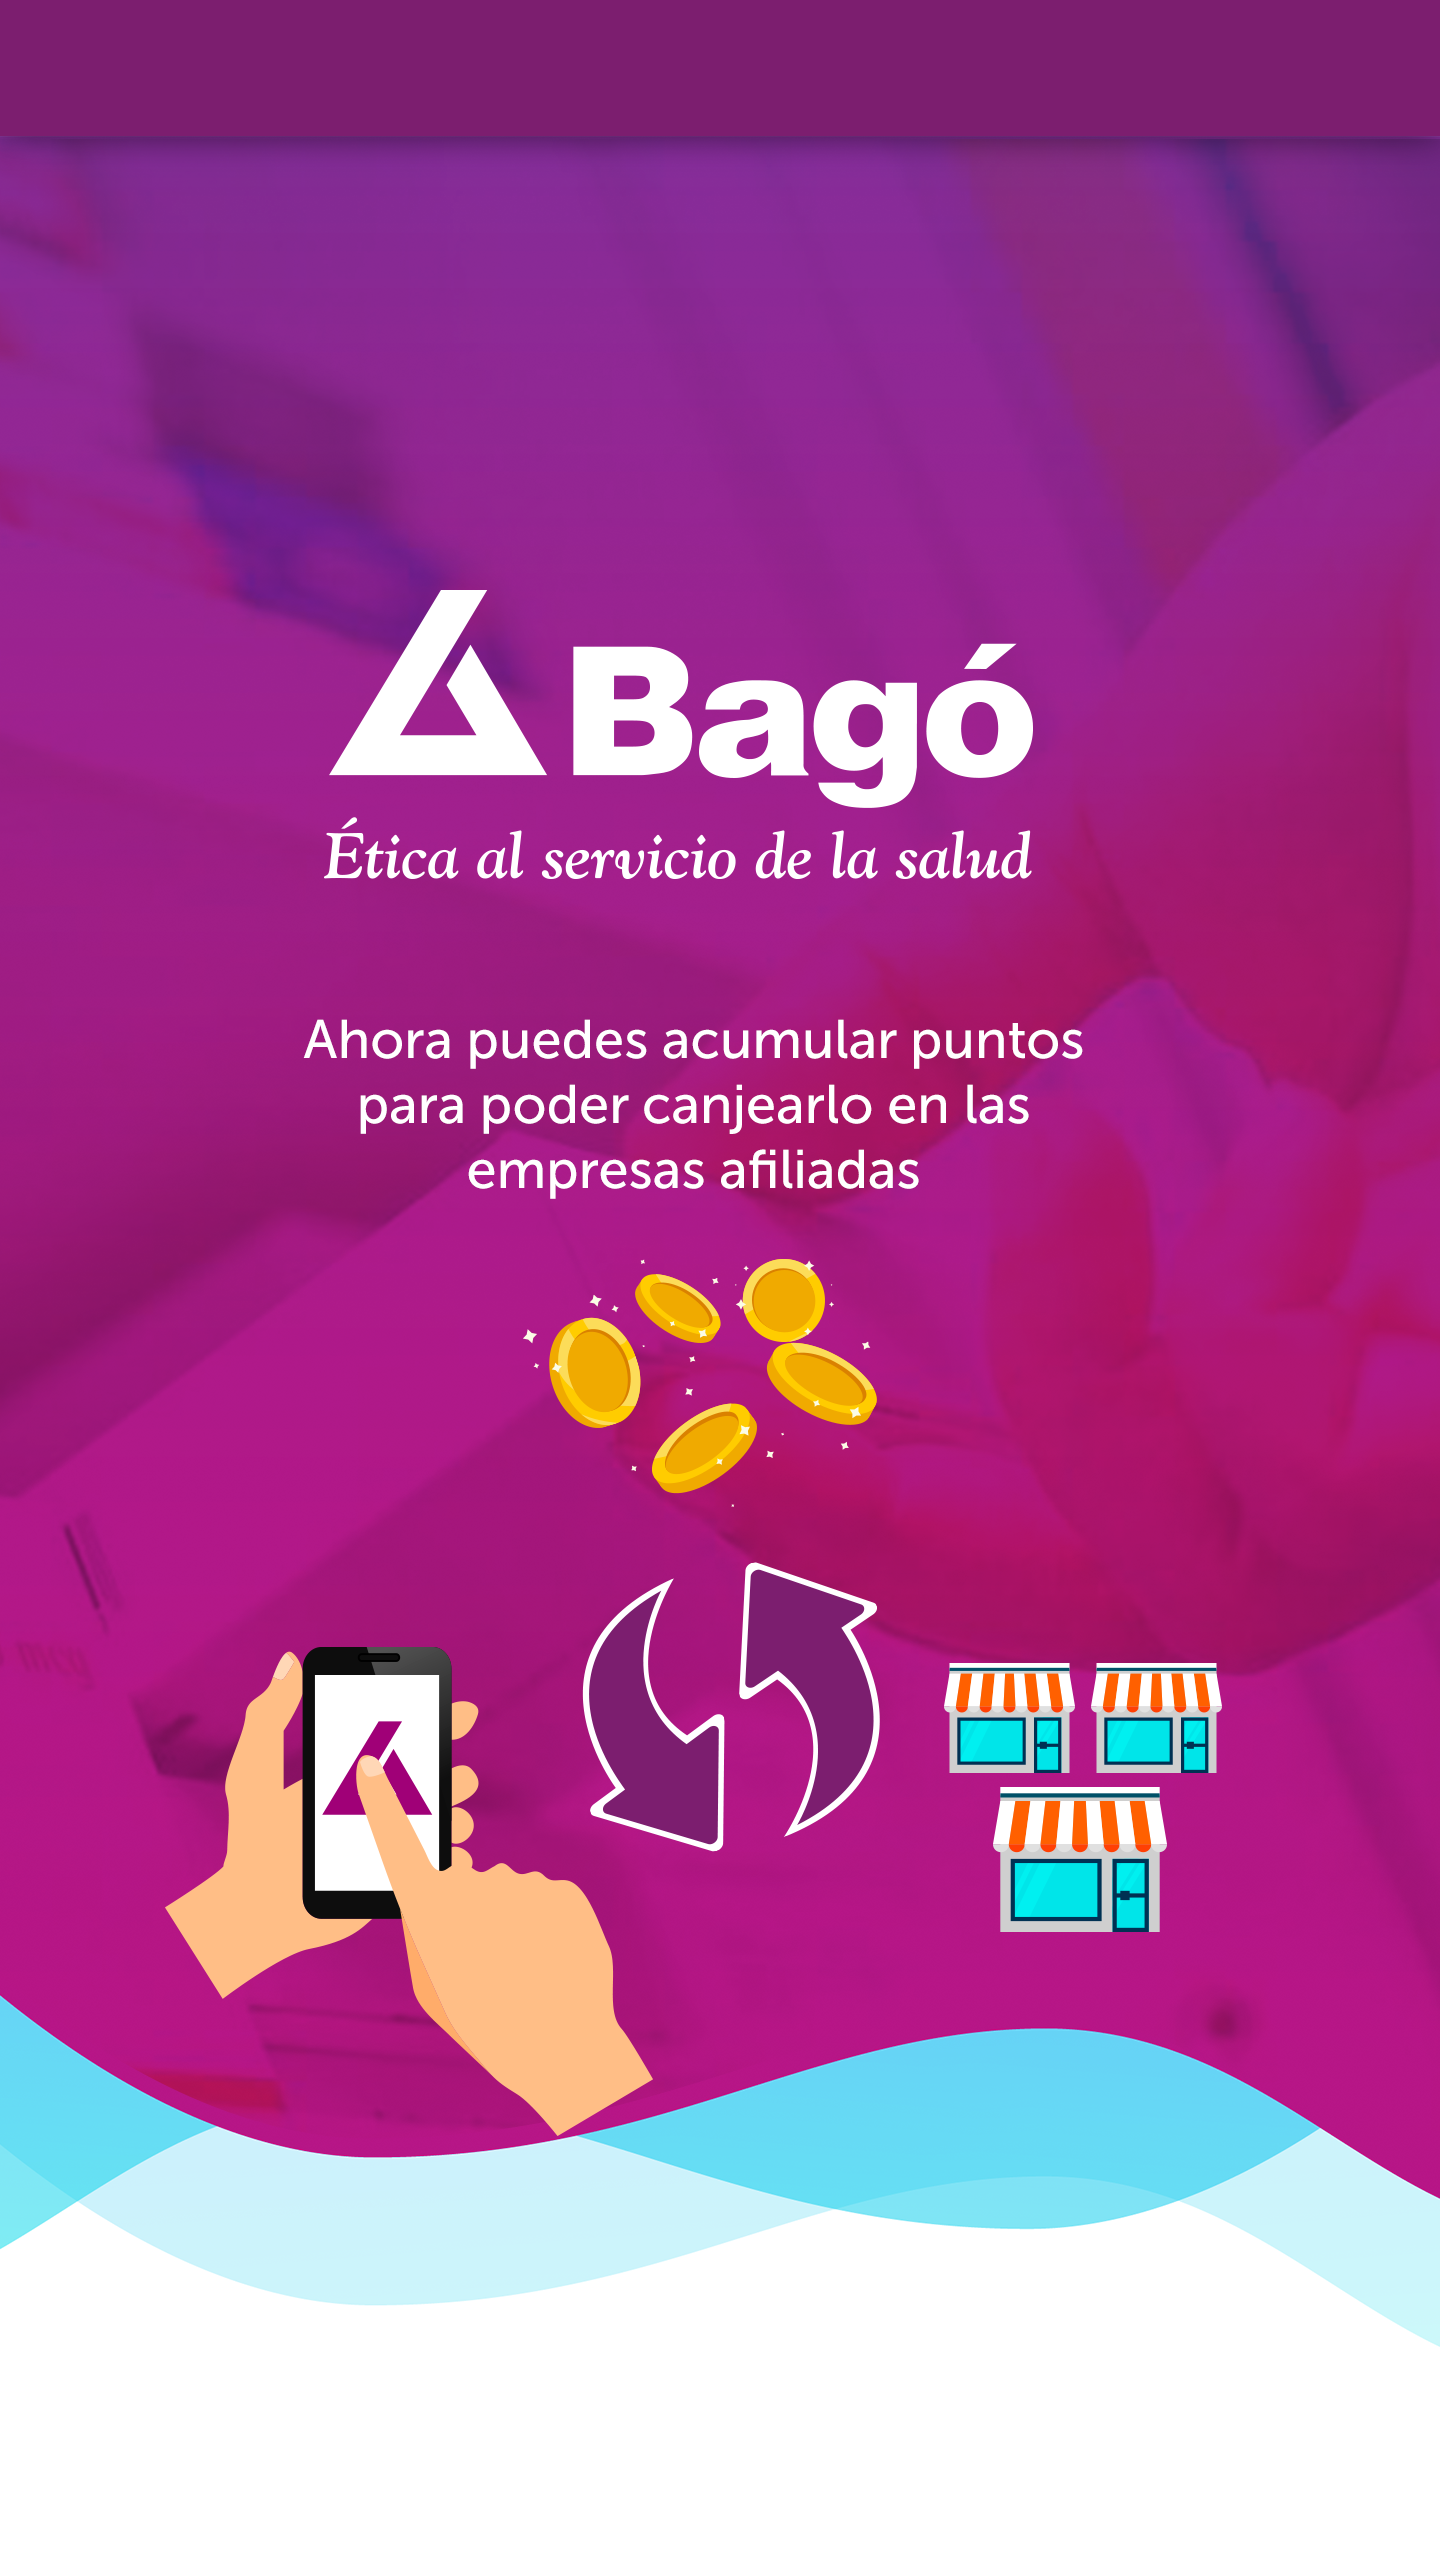 Bagó
Ética al servicio de la salud
Ahora puedes acumular puntos
para poder canjearlo en las
empresas afiliadas